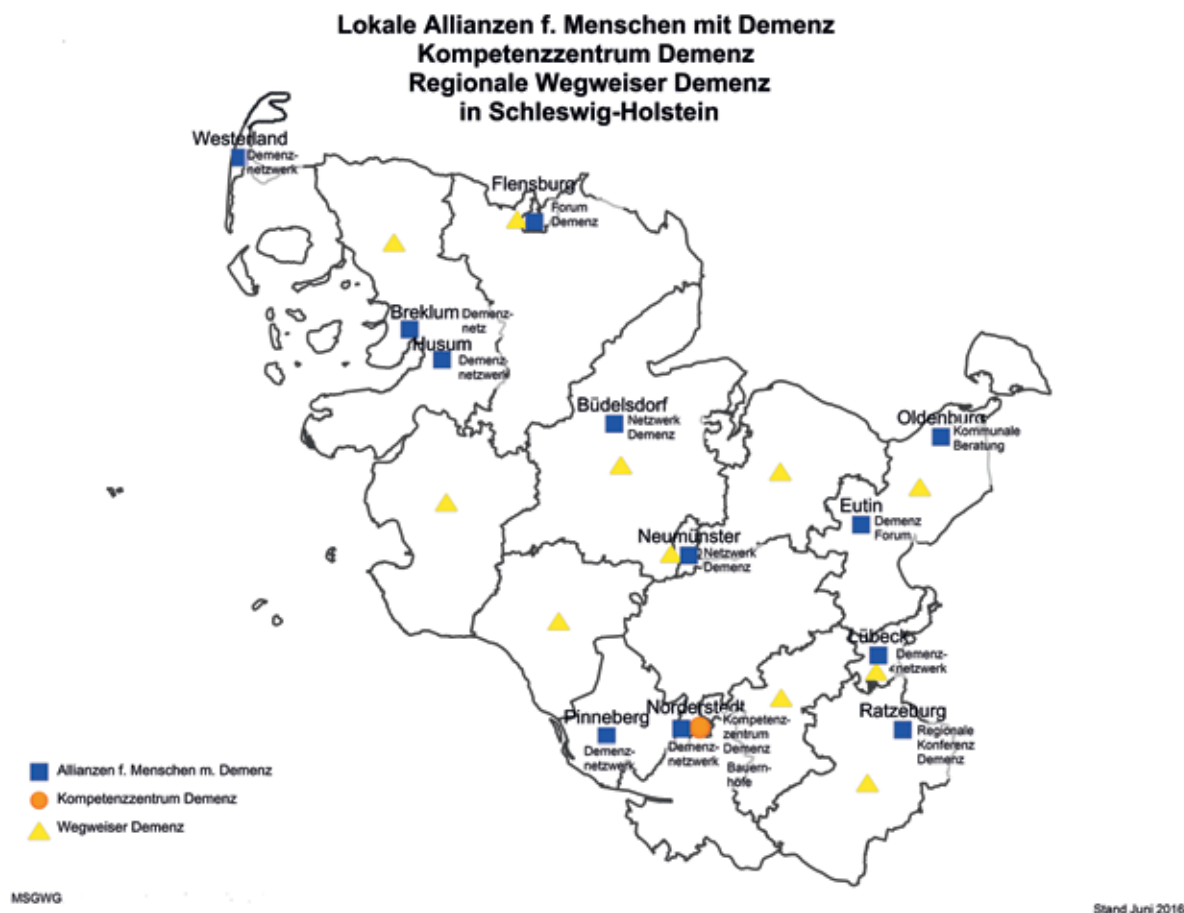 Lokale Allianzen f. Menschen mit Demenz
Kompetenzzentrum Demenz
Regionale Wegweiser Demenz
in Schleswig-Holstein
Westerland
Demenz-
netzwerk
Flensburg
Forum
Demenz
Breklum
Demenz-
netz
Husum
Demenz
netzwerk
Büdelsdorf
Netzwerk
Demenz
Oldenburg
Kommunale
Beratung
Eutin
Demenz
Forum
Neumünster
Netzwerk
Demenz
Lübeck
Demenz-
netzwerk
Pinneberg
Demenz-
netzwerk
Norderstedt
Demenz-
netzwerk
Kompetenz-
zentrum
Demenz
Bauern-
höfe
Ratzeburg
Regionale
Konferenz
Demenz
Allianzen f. Menschen m. Demenz
Kompetenzzentrum Demenz
Wegweiser Demenz
MSGWG
Stand Juni 2016